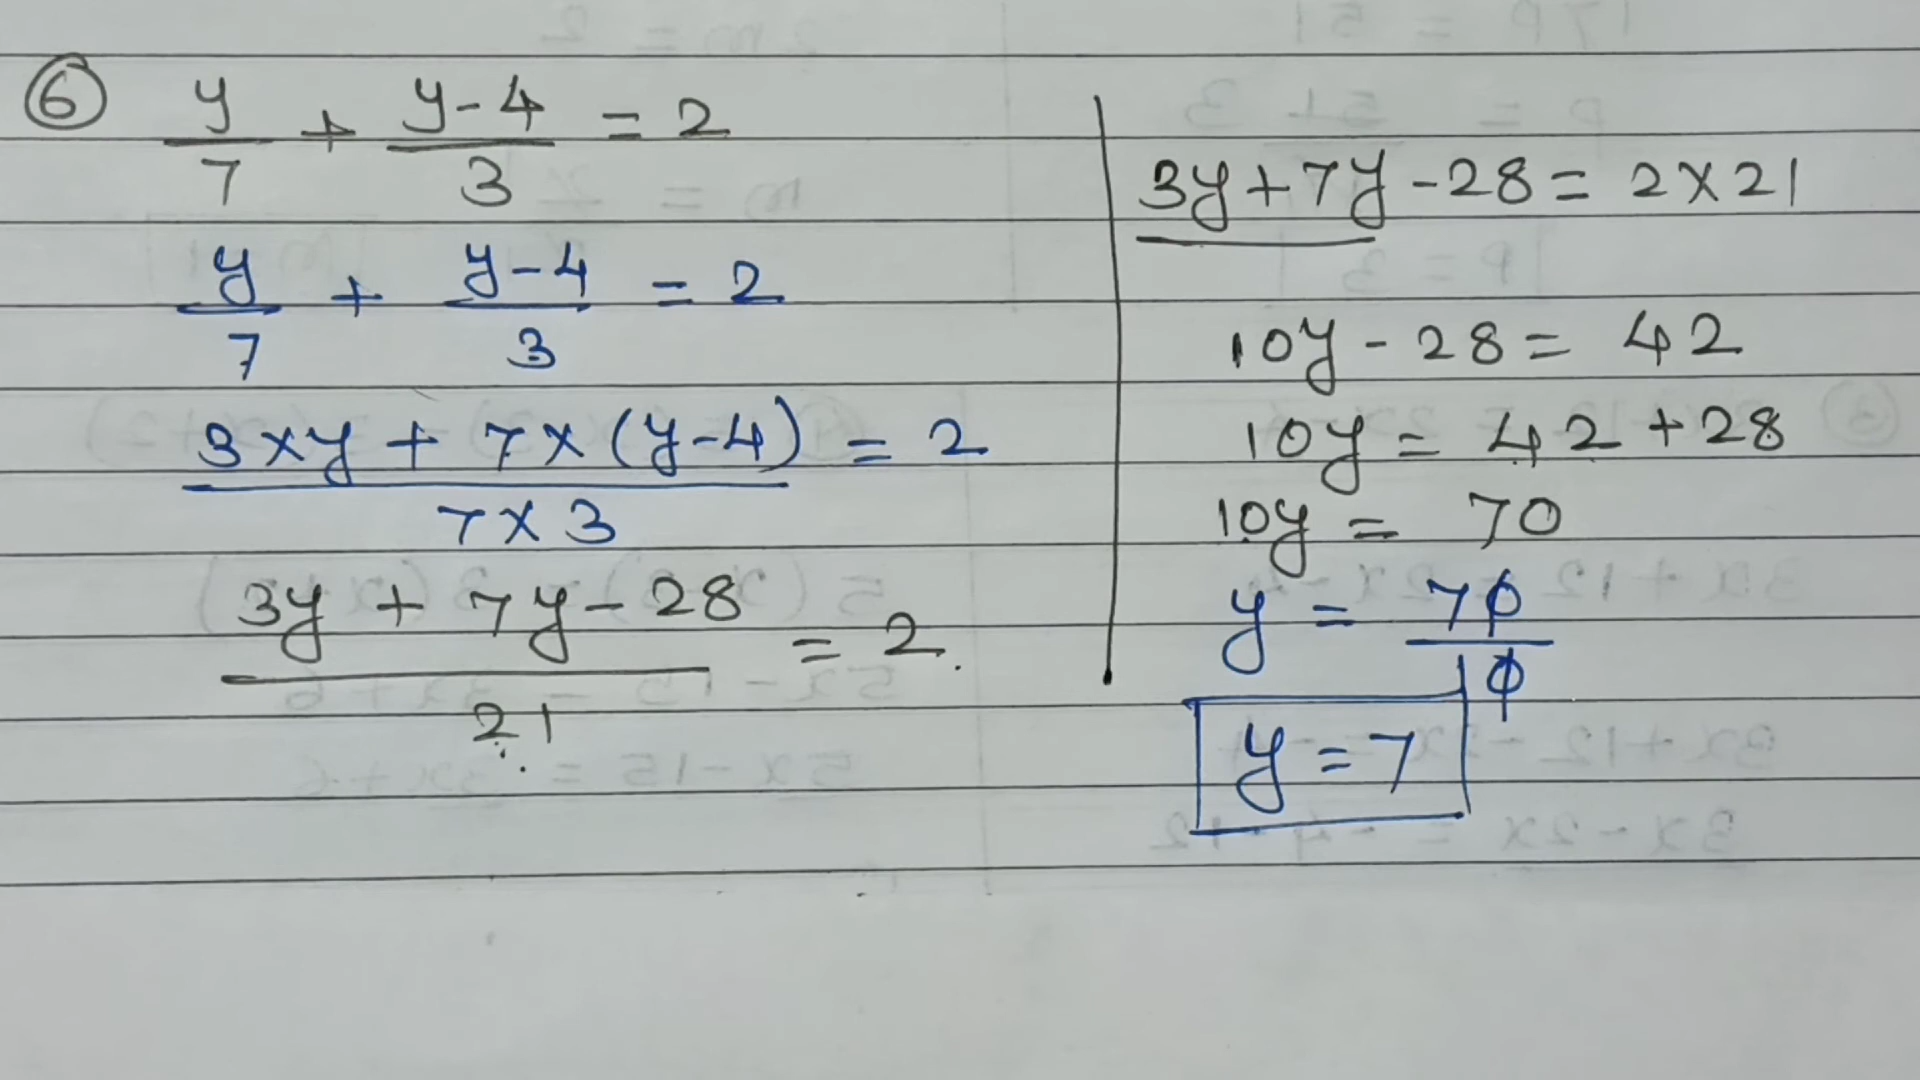 ⑥ y/7 + y-4/3 = 2
y/7 + y-4/3 = 2
3×y + 7×(y-4)/7×3 = 2
3y + 7y - 28/21 = 2.
3y+7y-28 = 2×21
10y - 28 = 42
10y = 42 + 28
10y = 70
y = 70/10
y = 7